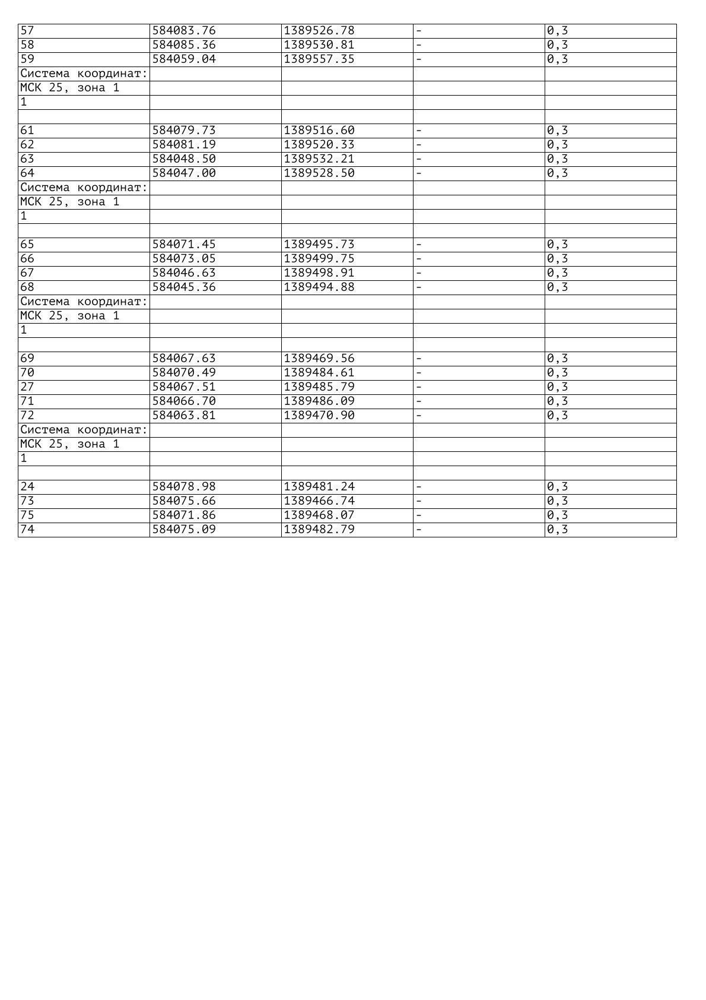 57 584083.76 1389526.78 - 0,3
58 584085.36 1389530.81 - 0,3
59 584059.04 1389557.35 - 0,3
Система координат:
МСК 25, зона 1
1
61 584079.73 1389516.60 - 0,3
62 584081.19 1389520.33 - 0,3
63 584048.50 1389532.21 - 0,3
64 584047.00 1389528.50 - 0,3
Система координат:
МСК 25, зона 1
1
65 584071.45 1389495.73 - 0,3
66 584073.05 1389499.75 - 0,3
67 584046.63 1389498.91 - 0,3
68 584045.36 1389494.88 - 0,3
Система координат:
МСК 25, зона 1
1
69 584067.63 1389469.56 - 0,3
70 584070.49 1389484.61 - 0,3
27 584067.51 1389485.79 - 0,3
71 584066.70 1389486.09 - 0,3
72 584063.81 1389470.90 - 0,3
Система координат:
МСК 25, зона 1
1
24 584078.98 1389481.24 - 0,3
73 584075.66 1389466.74 - 0,3
75 584071.86 1389468.07 - 0,3
74 584075.09 1389482.79 - 0,3